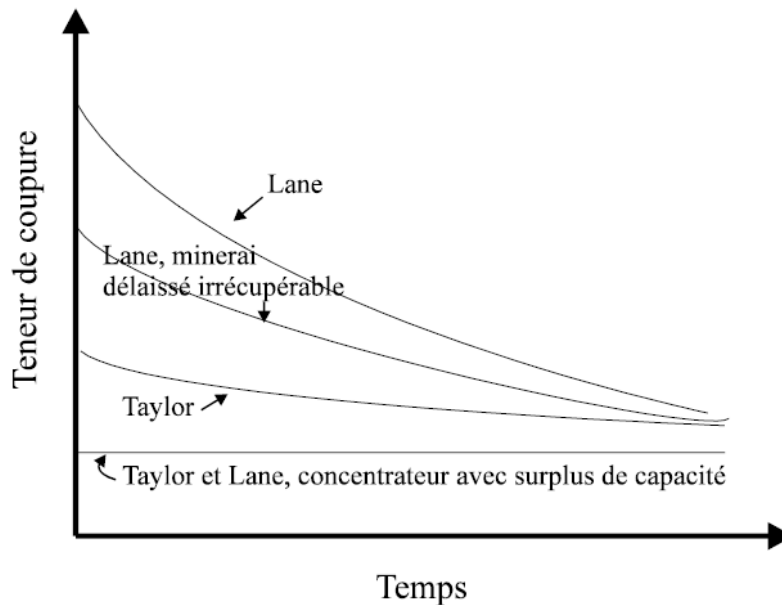 Teneur de coupure
Lane
Lane, minerai
délaissé irrécupérable
Taylor
Taylor et Lane, concentrateur avec surplus de capacité
Temps